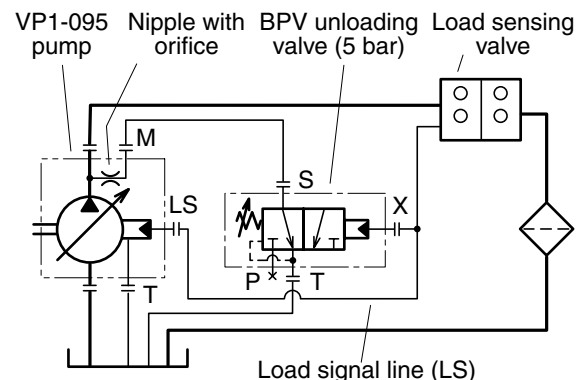 VP1-095
pump
Nipple with
orifice
BPV unloading
valve (5 bar)
Load sensing
valve
M
S
LS
X
T
P
T
Load signal line (LS)